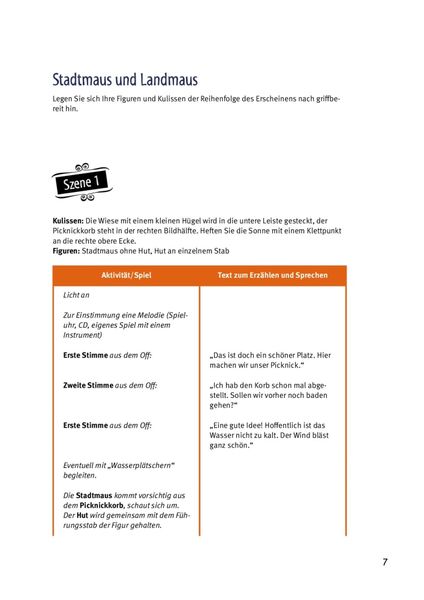 Stadtmaus und Landmaus
Legen Sie sich Ihre Figuren und Kulissen der Reihenfolge des Erscheinens nach griffbe-
reit hin.
Szene 1
Kulissen: Die Wiese mit einem kleinen Hügel wird in die untere Leiste gesteckt, der
Picknickkorb steht in der rechten Bildhälfte. Heften Sie die Sonne mit einem Klettpunkt
an die rechte obere Ecke.
Figuren: Stadtmaus ohne Hut, Hut an einzelnem Stab
Aktivität/Spiel
Text zum Erzählen und Sprechen
Licht an
Zur Einstimmung eine Melodie (Spiel-
uhr, CD, eigenes Spiel mit einem
Instrument)
Erste Stimme aus dem Off:
„Das ist doch ein schöner Platz. Hier
machen wir unser Picknick.“
Zweite Stimme aus dem Off:
„Ich hab den Korb schon mal abge-
stellt. Sollen wir vorher noch baden
gehen?“
Erste Stimme aus dem Off:
„Eine gute Idee! Hoffentlich ist das
Wasser nicht zu kalt. Der Wind bläst
ganz schön.“
Eventuell mit „Wasserplätschern“
begleiten.
Die Stadtmaus kommt vorsichtig aus
dem Picknickkorb, schaut sich um.
Der Hut wird gemeinsam mit dem Füh-
rungsstab der Figur gehalten.
7